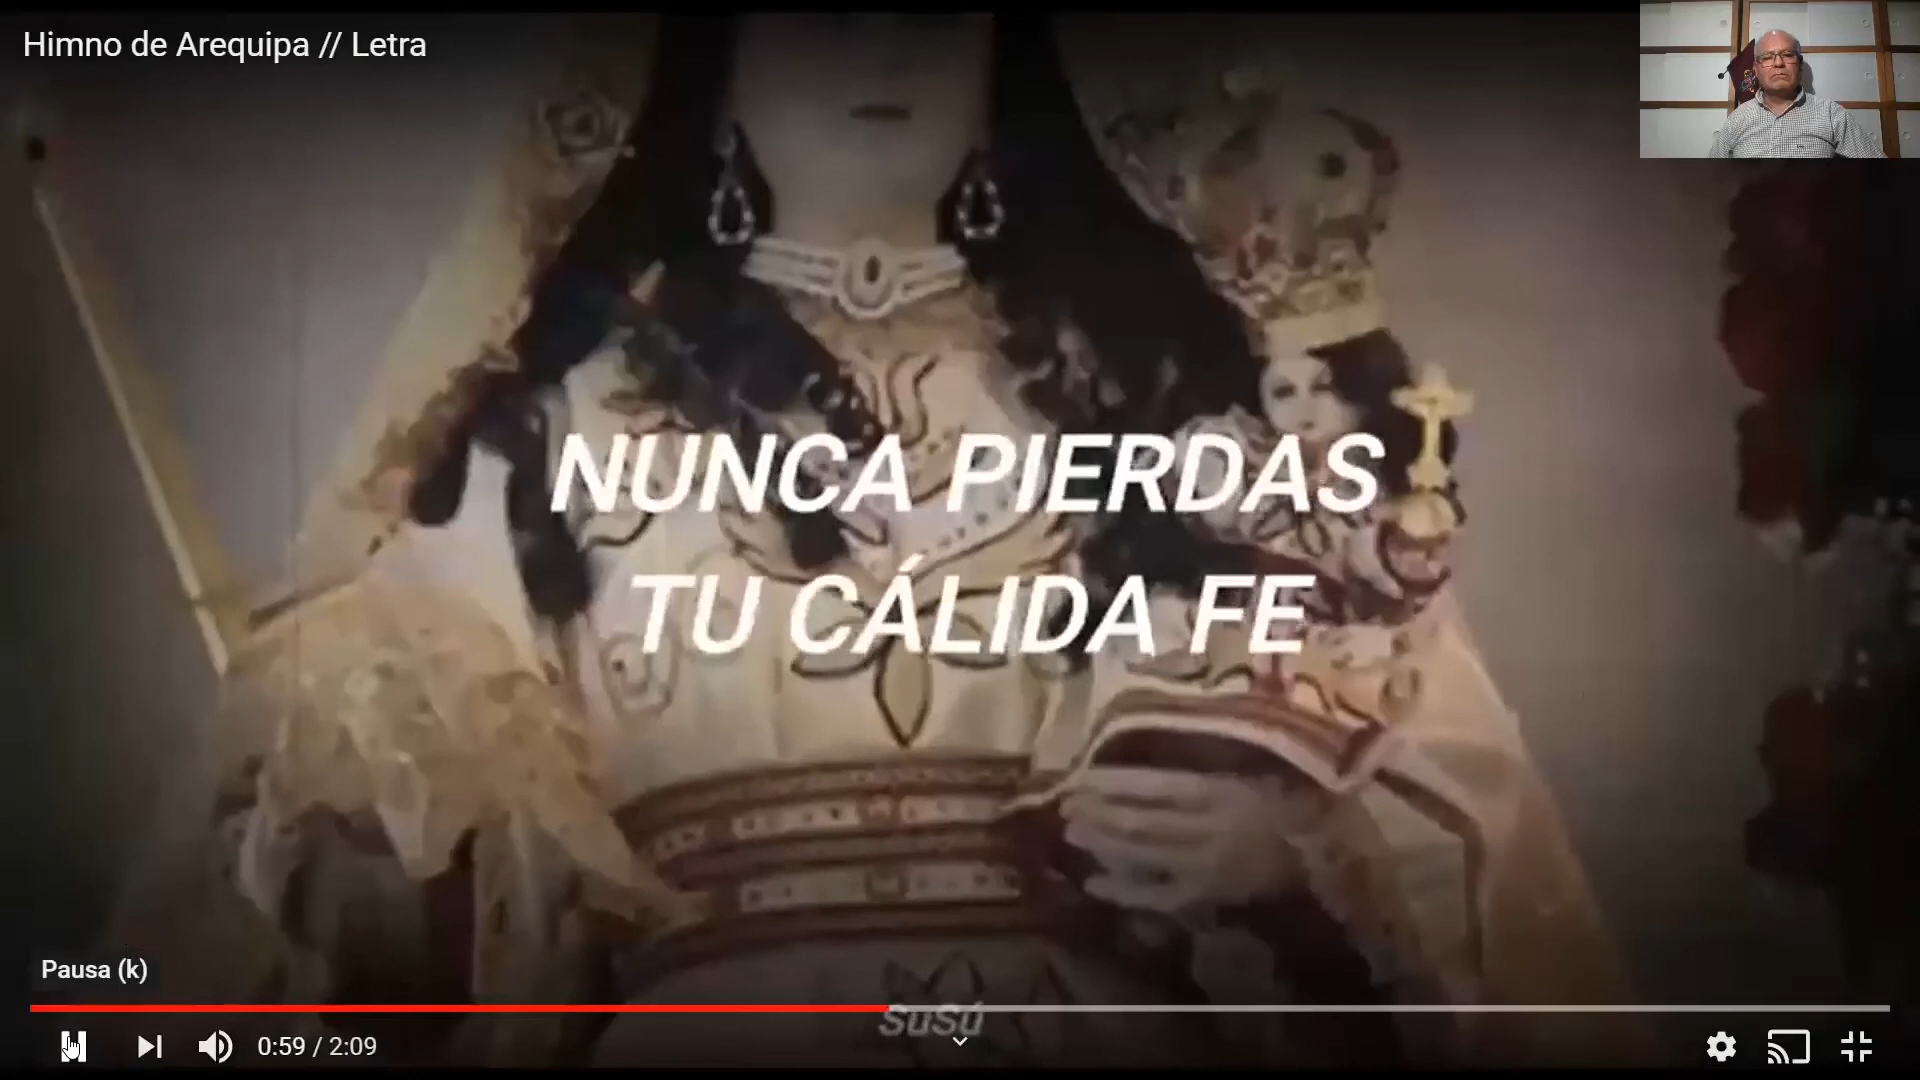 Himno de Arequipa // Letra
NUNCA PIERDAS
TU CÁLIDA FE
Pausa (k)
SuSú
0:59 / 2:09